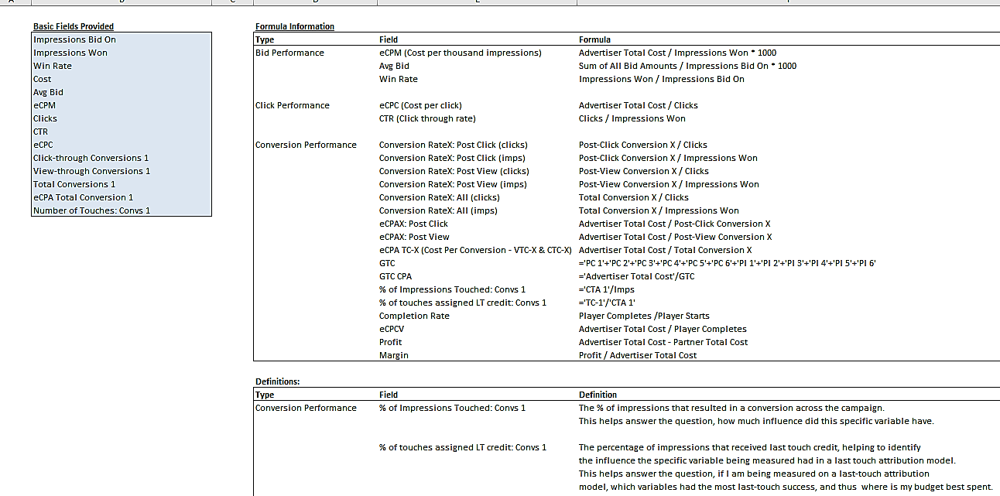 Basic Fields Provided
Impressions Bid On
Impressions Won
Win Rate
Cost
Avg Bid
eCPM
Clicks
CTR
eCPC
Click-through Conversions 1
View-through Conversions 1
Total Conversions 1
eCPA Total Conversion 1
Number of Touches: Convs 1
Formula Information
Type Field Formula
Bid Performance eCPM (Cost per thousand impressions) Advertiser Total Cost / Impressions Won * 1000
Avg Bid Sum of All Bid Amounts / Impressions Bid On * 1000
Win Rate Impressions Won / Impressions Bid On
Click Performance eCPC (Cost per click) Advertiser Total Cost / Clicks
CTR (Click through rate) Clicks / Impressions Won
Conversion Performance Conversion RateX: Post Click (clicks) Post-Click Conversion X / Clicks
Conversion RateX: Post Click (imps) Post-Click Conversion X / Impressions Won
Conversion RateX: Post View (clicks) Post-View Conversion X / Clicks
Conversion RateX: Post View (imps) Post-View Conversion X / Impressions Won
Conversion RateX: All (clicks) Total Conversion X / Clicks
Conversion RateX: All (imps) Total Conversion X / Impressions Won
eCPAX: Post Click Advertiser Total Cost / Post-Click Conversion X
eCPAX: Post View Advertiser Total Cost / Post-View Conversion X
eCPA TC-X (Cost Per Conversion - VTC-X & CTC-X) Advertiser Total Cost / Total Conversion X
GTC ='PC 1'+'PC 2'+'PC 3'+'PC 4'+'PC 5'+'PC 6'+'PI 1'+'PI 2'+'PI 3'+'PI 4'+'PI 5'+'PI 6'
GTC CPA ='Advertiser Total Cost'/GTC
% of Impressions Touched: Convs 1 ='CTA 1'/Imps
% of touches assigned LT credit: Convs 1 ='TC-1'/'CTA 1'
Completion Rate Player Completes /Player Starts
eCPCV Advertiser Total Cost / Player Completes
Profit Advertiser Total Cost - Partner Total Cost
Margin Profit / Advertiser Total Cost
Definitions:
Type Field Definition
Conversion Performance % of Impressions Touched: Convs 1 The % of impressions that resulted in a conversion across the campaign.
This helps answer the question, how much influence did this specific variable have.
% of touches assigned LT credit: Convs 1 The percentage of impressions that received last touch credit, helping to identify
the influence the specific variable being measured had in a last touch attribution model.
This helps answer the question, if I am being measured on a last-touch attribution
model, which variables had the most last-touch success, and thus where is my budget best spent.